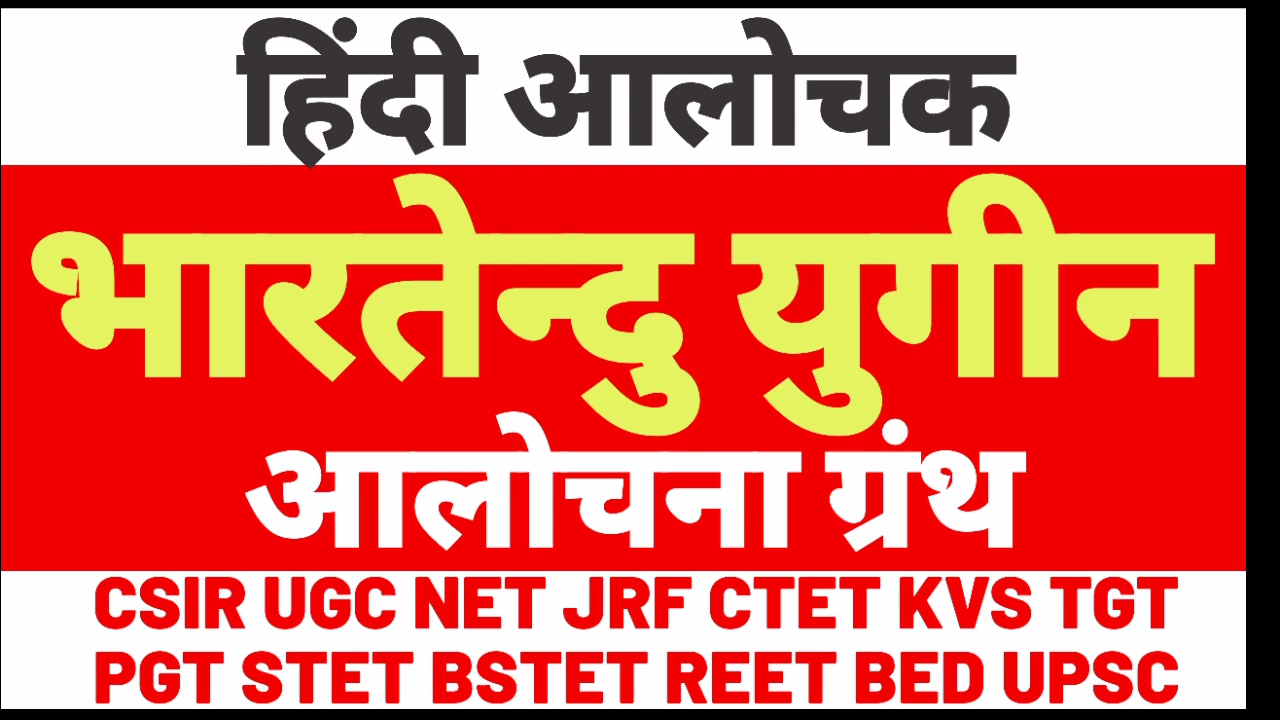 हिंदी आलोचक
भारतेन्दु युगीन
आलोचना ग्रंथ
CSIR UGC NET JRF CTET KVS TGT
PGT STET BSTET REET BED UPSC